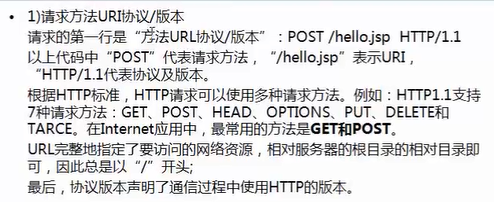 • 1)请求方法URI协议/版本
请求的第一行是“方法URL协议/版本”：POST /hello.jsp HTTP/1.1
以上代码中“POST”代表请求方法，“/hello.jsp”表示URI，
“HTTP/1.1代表协议及版本。
根据HTTP标准，HTTP请求可以使用多种请求方法。例如：HTTP1.1支持
7种请求方法：GET、POST、HEAD、OPTIONS、PUT、DELETE和
TARCE。在Internet应用中，最常用的方法是GET和POST。
URL完整地指定了要访问的网络资源，相对服务器的根目录的相对目录即
可，因此总是以“/”开头;
最后，协议版本声明了通信过程中使用HTTP的版本。